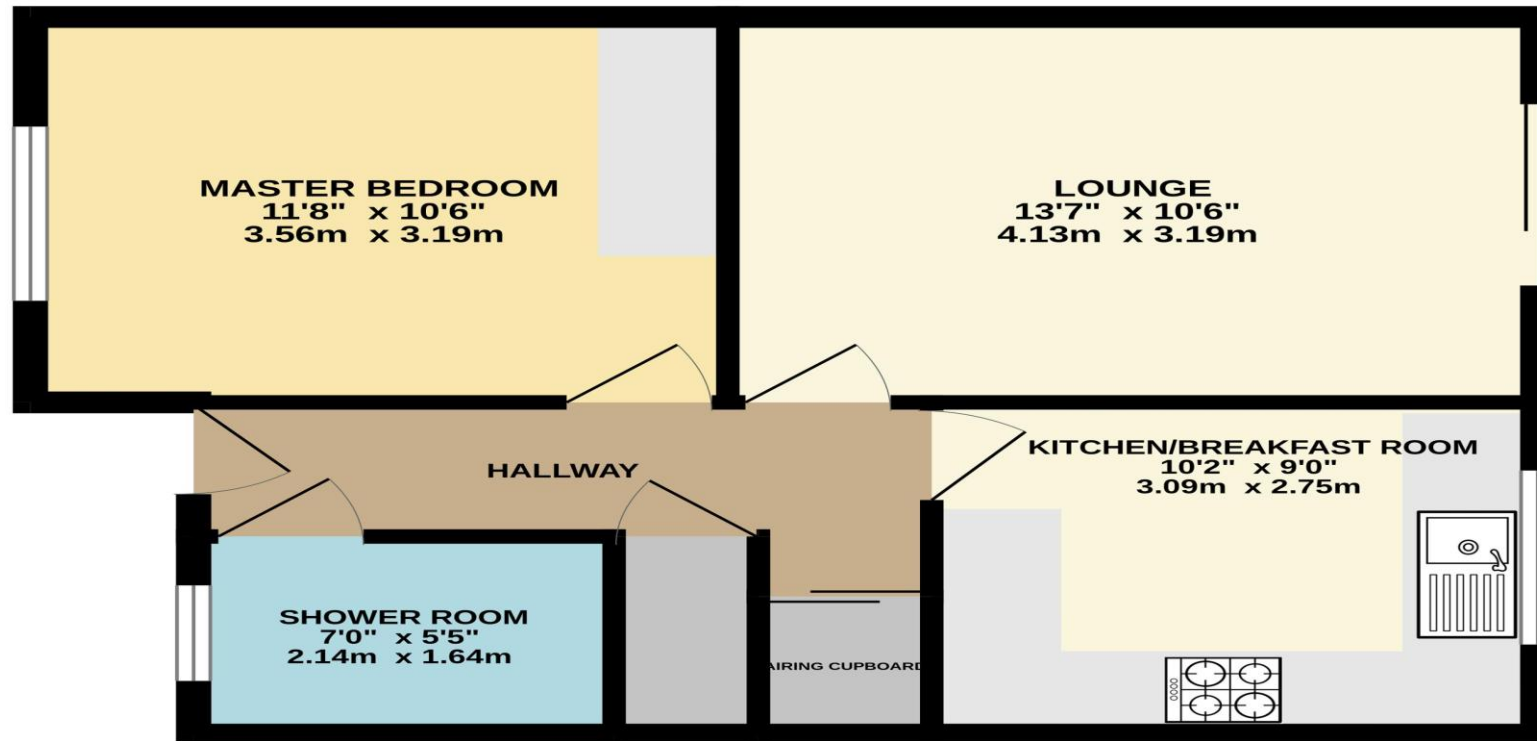 MASTER BEDROOM
11'8" x 10'6"
3.56m x 3.19m
LOUNGE
13'7" x 10'6"
4.13m x 3.19m
HALLWAY
KITCHEN/BREAKFAST ROOM
10'2" x 9'0"
3.09m x 2.75m
SHOWER ROOM
7'0" x 5'5"
2.14m x 1.64m
AIRING CUPBOARD